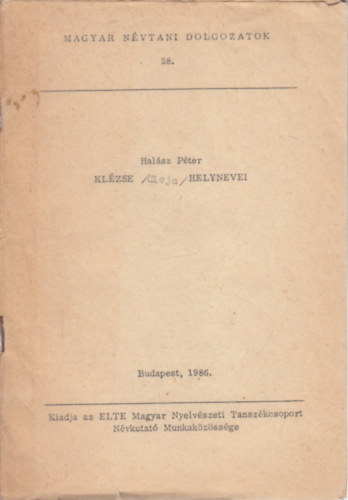 MAGYAR NÉVTANI DOLGOZATOK
58.
Halász Péter
KLÉZSE /Cleja/ HELYNEVEI
Budapest, 1986.
Kiadja az ELTE Magyar Nyelvészeti Tanszékcsoport
Névkutató Munkaközössége